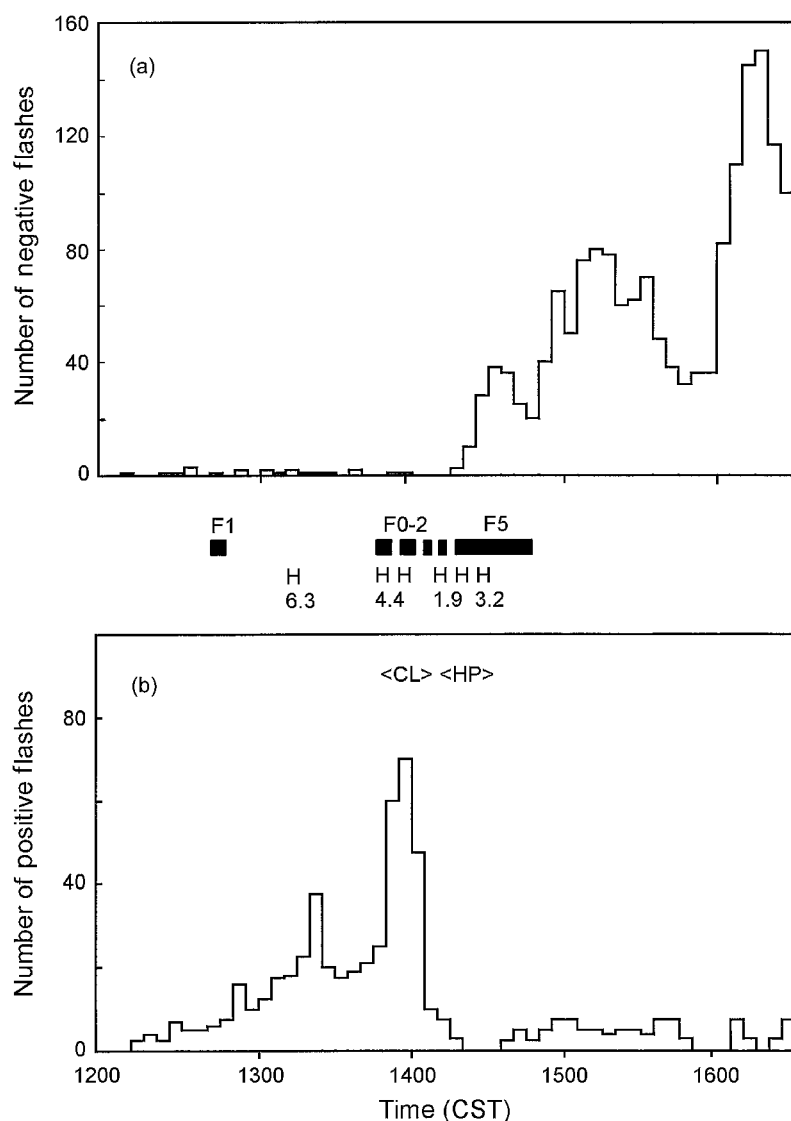 160
(a)
120
80
40
0
Number of negative flashes
F1 F0-2 F5
H H H H H H
6.3 4.4 1.9 3.2
<CL> <HP>
(b)
80
40
0
Number of positive flashes
1200 1300 1400 1500 1600
Time (CST)